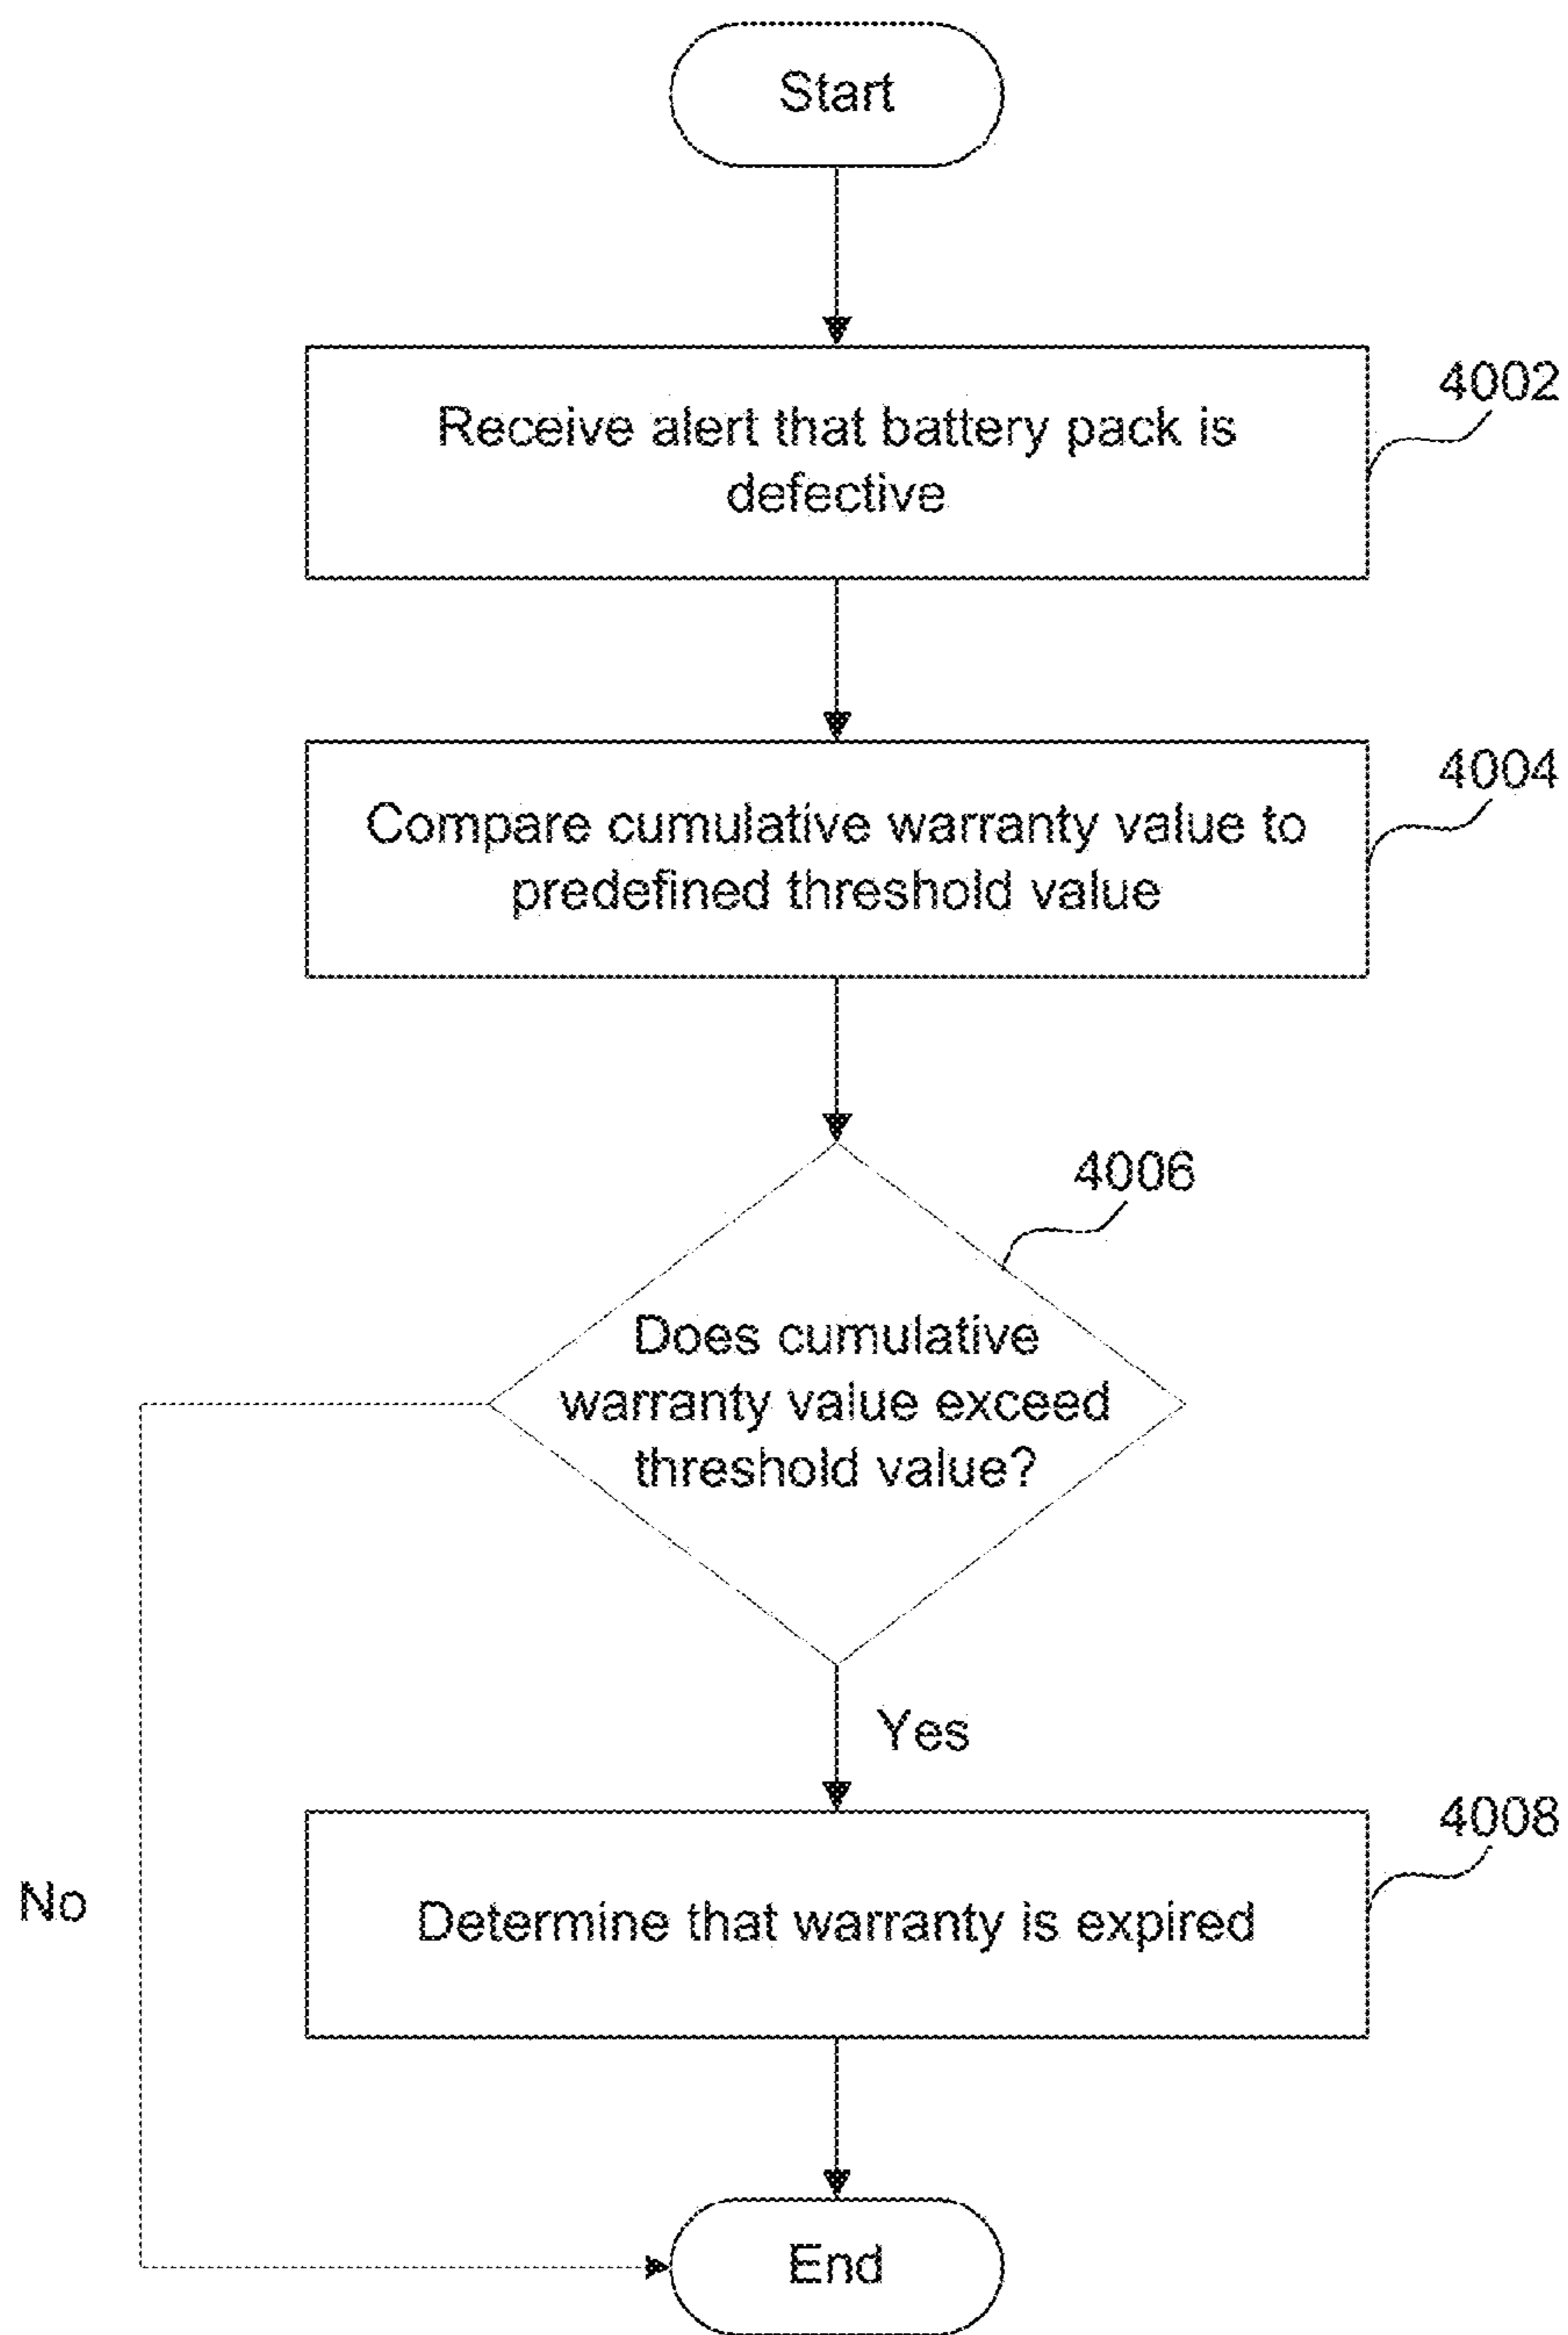 Start
Receive alert that battery pack is
defective
4002
Compare cumulative warranty value to
predefined threshold value
4004
4006
Does cumulative
warranty value exceed
threshold value?
Yes
No
Determine that warranty is expired
4008
End